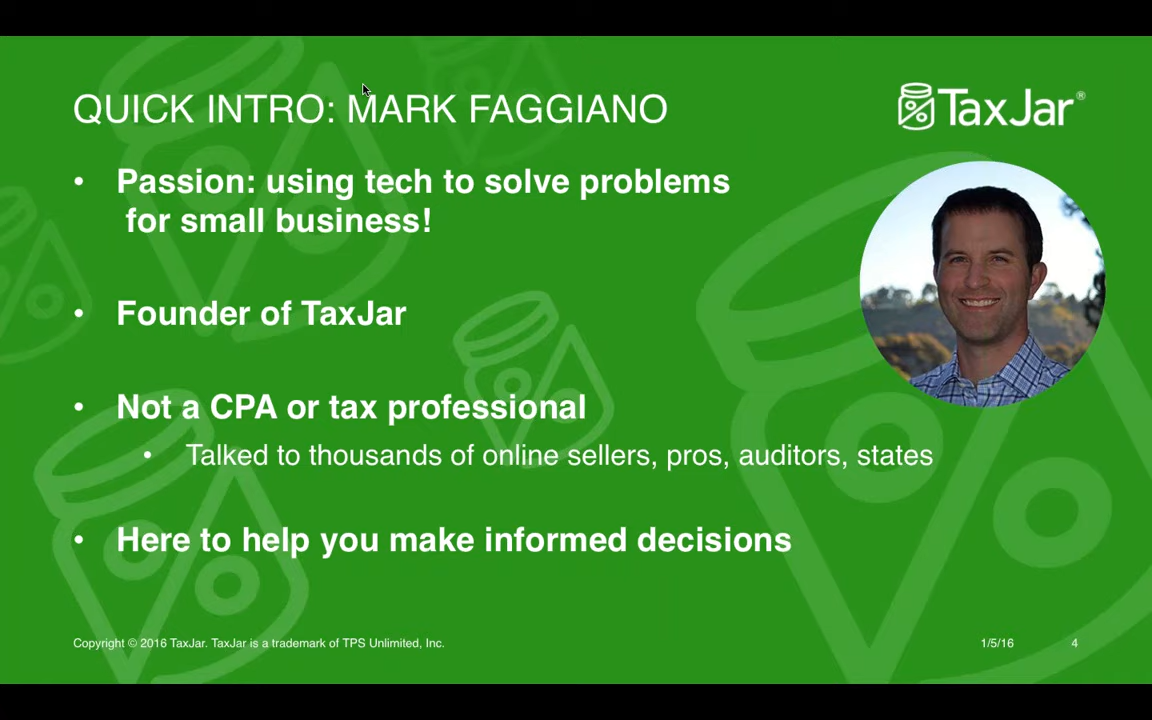 QUICK INTRO: MARK FAGGIANO
TaxJar®
• Passion: using tech to solve problems
for small business!
• Founder of TaxJar
• Not a CPA or tax professional
• Talked to thousands of online sellers, pros, auditors, states
• Here to help you make informed decisions
Copyright © 2016 TaxJar. TaxJar is a trademark of TPS Unlimited, Inc.
1/5/16
4